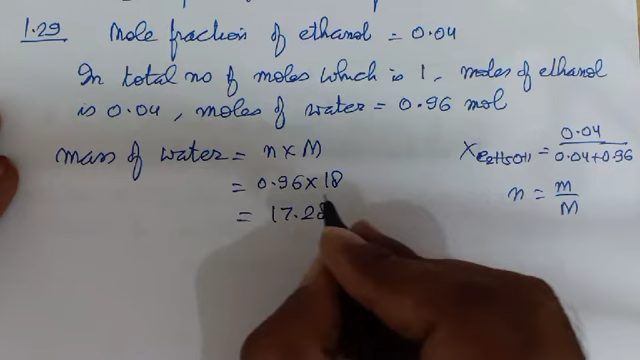 1.29 Mole fraction of ethanol = 0.04
In total no of moles which is 1, moles of ethanol
is 0.04, moles of water = 0.96 mol
mass of water = n × M
= 0.96 × 18
= 17.28
X C2H5OH = 0.04 / 0.04 + 0.96
n = m / M